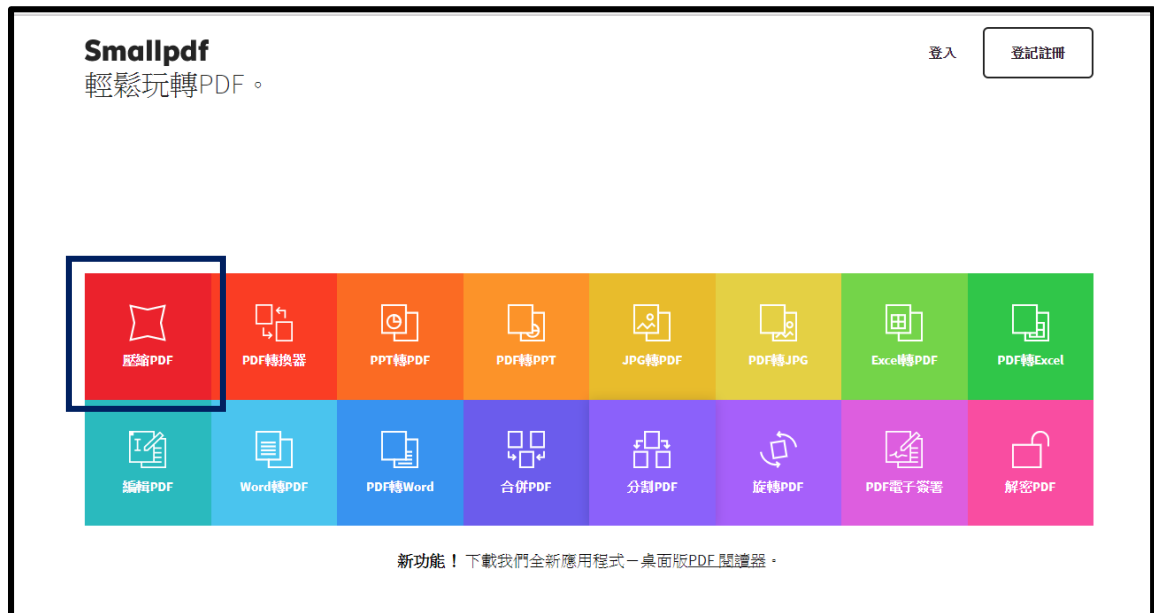 Smallpdf
輕鬆玩轉PDF。
登入
登記註冊
壓縮PDF
PDF轉換器
PPT轉PDF
PDF轉PPT
JPG轉PDF
PDF轉JPG
Excel轉PDF
PDF轉Excel
編輯PDF
Word轉PDF
PDF轉Word
合併PDF
分割PDF
旋轉PDF
PDF電子簽署
解密PDF
新功能！下載我們全新應用程式－桌面版PDF 閱讀器。